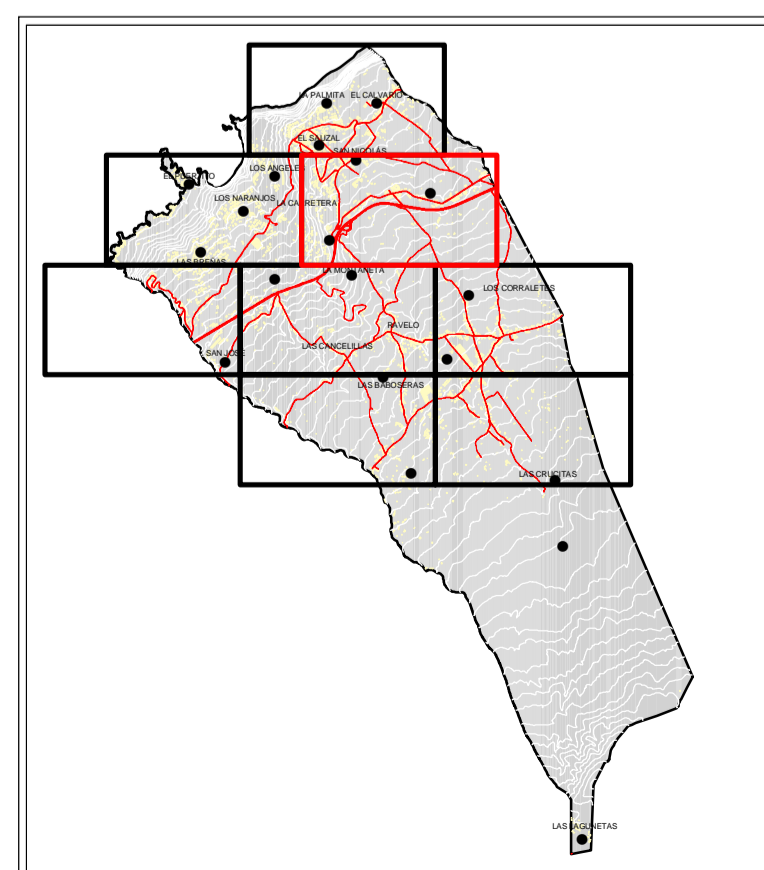 LA PALMITA EL CALVARIO
EL SAUZAL
SAN NICOLÁS
LOS ANGELES
LOS NARANJOS
LA CARRETERA
LAS BREÑAS
LA MONTAÑETA
LOS CORRALETES
RAVELO
LAS CANCELILLAS
SAN JOSE
LAS BABOSERAS
LAS CRUCITAS
LAS LAGUNETAS